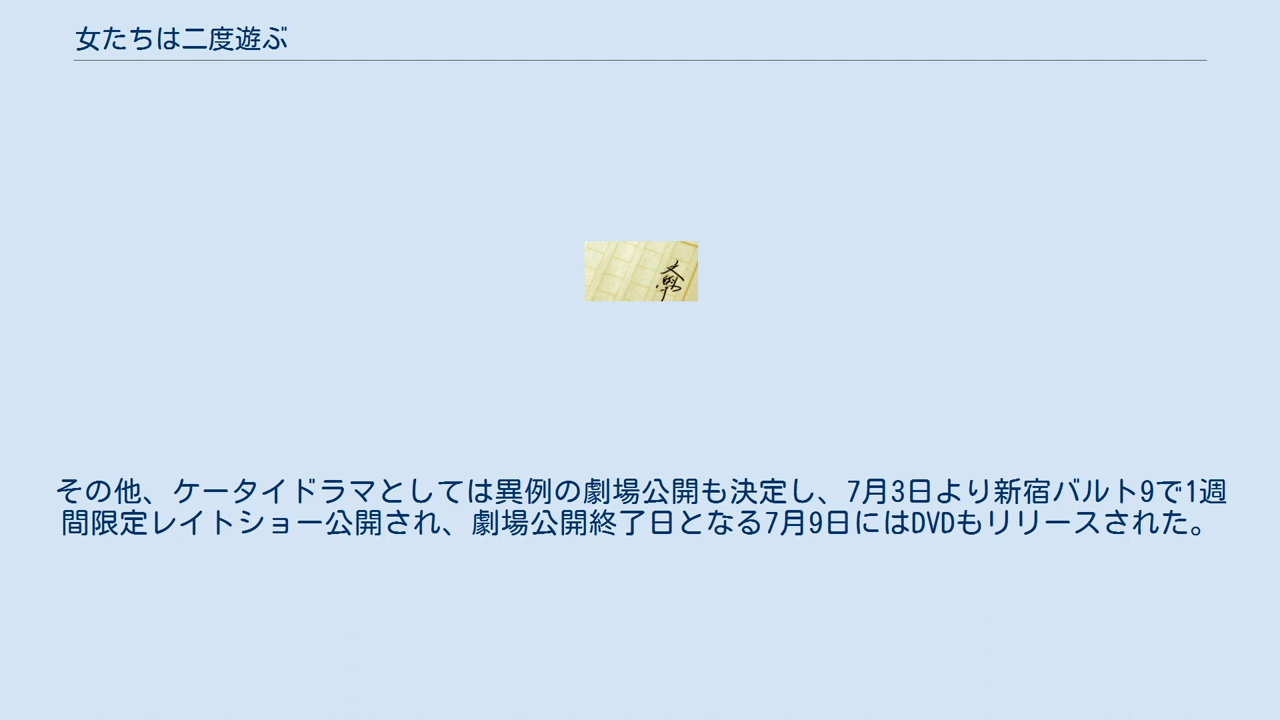 女たちは二度遊ぶ
その他、ケータイドラマとしては異例の劇場公開も決定し、7月3日より新宿バルト9で1週
間限定レイトショー公開され、劇場公開終了日となる7月9日にはDVDもリリースされた。